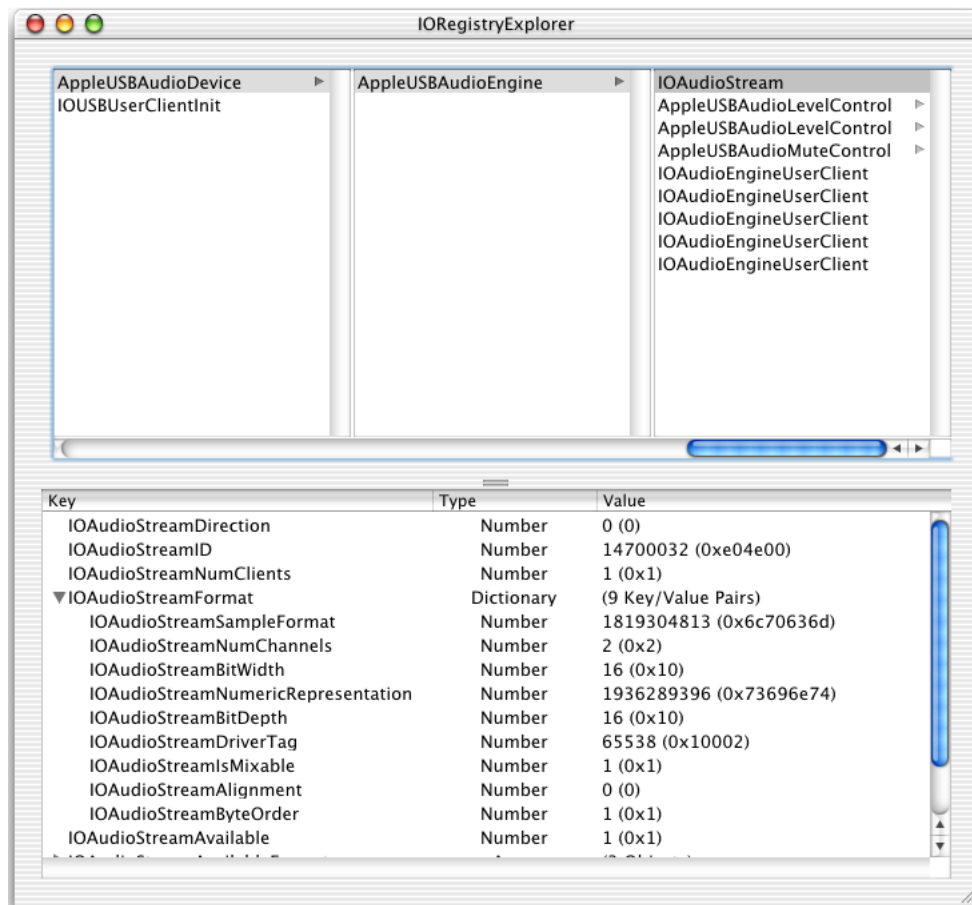 IORegistryExplorer
AppleUSBAudioDevice
IOUSBUserClientInit
AppleUSBAudioEngine
IOAudioStream
AppleUSBAudioLevelControl
AppleUSBAudioLevelControl
AppleUSBAudioMuteControl
IOAudioEngineUserClient
IOAudioEngineUserClient
IOAudioEngineUserClient
IOAudioEngineUserClient
IOAudioEngineUserClient
Key Type Value
IOAudioStreamDirection Number 0 (0)
IOAudioStreamID Number 14700032 (0xe04e00)
IOAudioStreamNumClients Number 1 (0x1)
IOAudioStreamFormat Dictionary (9 Key/Value Pairs)
IOAudioStreamSampleFormat Number 1819304813 (0x6c70636d)
IOAudioStreamNumChannels Number 2 (0x2)
IOAudioStreamBitWidth Number 16 (0x10)
IOAudioStreamNumericRepresentation Number 1936289396 (0x73696e74)
IOAudioStreamBitDepth Number 16 (0x10)
IOAudioStreamDriverTag Number 65538 (0x10002)
IOAudioStreamIsMixable Number 1 (0x1)
IOAudioStreamAlignment Number 0 (0)
IOAudioStreamByteOrder Number 1 (0x1)
IOAudioStreamAvailable Number 1 (0x1)